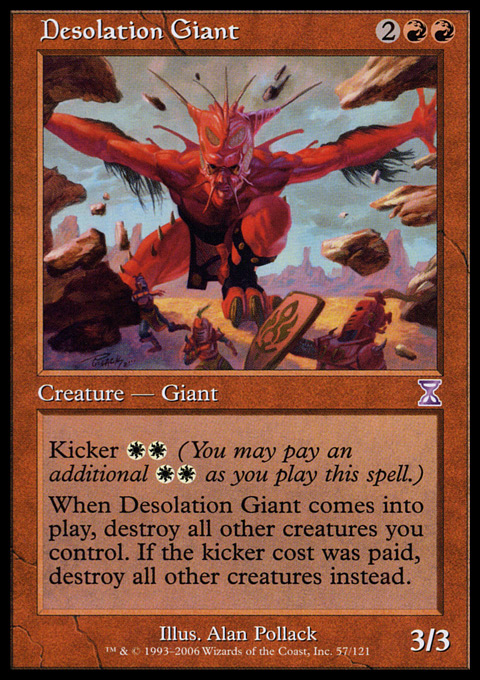 Desolation Giant 2
Creature — Giant
Kicker (You may pay an
additional as you play this spell.)
When Desolation Giant comes into
play, destroy all other creatures you
control. If the kicker cost was paid,
destroy all other creatures instead.
Illus. Alan Pollack
3/3
™ & © 1993-2006 Wizards of the Coast, Inc. 57/121